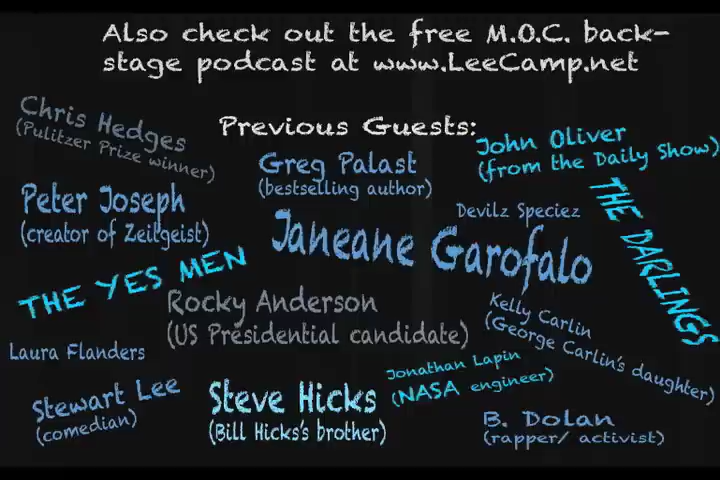 Also check out the free M.O.C. back-
stage podcast at www.LeeCamp.net
Previous Guests:
Chris Hedges
(Pulitzer Prize winner)
Greg Palast
(bestselling author)
John Oliver
(from the Daily Show)
Peter Joseph
(creator of Zeitgeist)
Devilz Speciez
Janeane Garofalo
THE DARLINGS
THE YES MEN
Rocky Anderson
(US Presidential candidate)
Kelly Carlin
(George Carlin's daughter)
Laura Flanders
Jonathan Lapin
(NASA engineer)
Stewart Lee
(comedian)
Steve Hicks
(Bill Hicks's brother)
B. Dolan
(rapper/ activist)